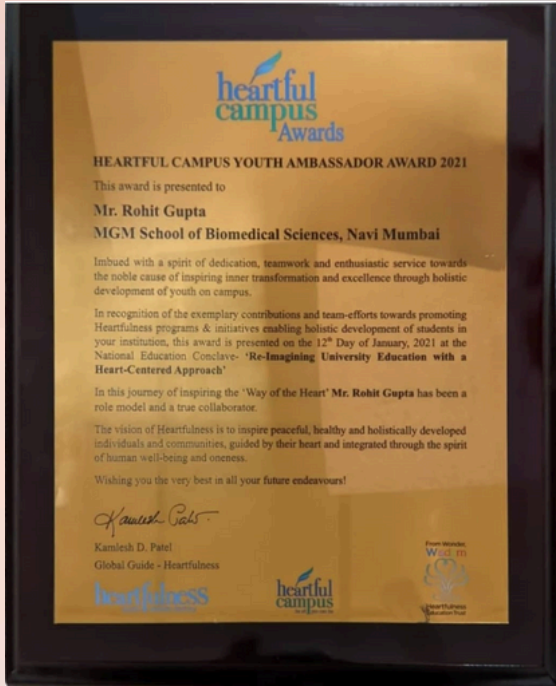 heartful
campus
Awards
HEARTFUL CAMPUS YOUTH AMBASSADOR AWARD 2021
This award is presented to
Mr. Rohit Gupta
MGM School of Biomedical Sciences, Navi Mumbai
Imbued with a spirit of dedication, teamwork and enthusiastic service towards
the noble cause of inspiring inner transformation and excellence through holistic
development of youth on campus.
In recognition of the exemplary contributions and team-efforts towards promoting
Heartfulness programs & initiatives enabling holistic development of students in
your institution, this award is presented on the 12th Day of January, 2021 at the
National Education Conclave- ‘Re-Imagining University Education with a
Heart-Centered Approach’
In this journey of inspiring the ‘Way of the Heart’ Mr. Rohit Gupta has been a
role model and a true collaborator.
The vision of Heartfulness is to inspire peaceful, healthy and holistically developed
individuals and communities, guided by their heart and integrated through the spirit
of human well-being and oneness.
Wishing you the very best in all your future endeavours!
Kamlesh D. Patel
Global Guide - Heartfulness
heartfulness
heartful
campus
From Wonder,
Wisdom
Heartfulness
Education Trust